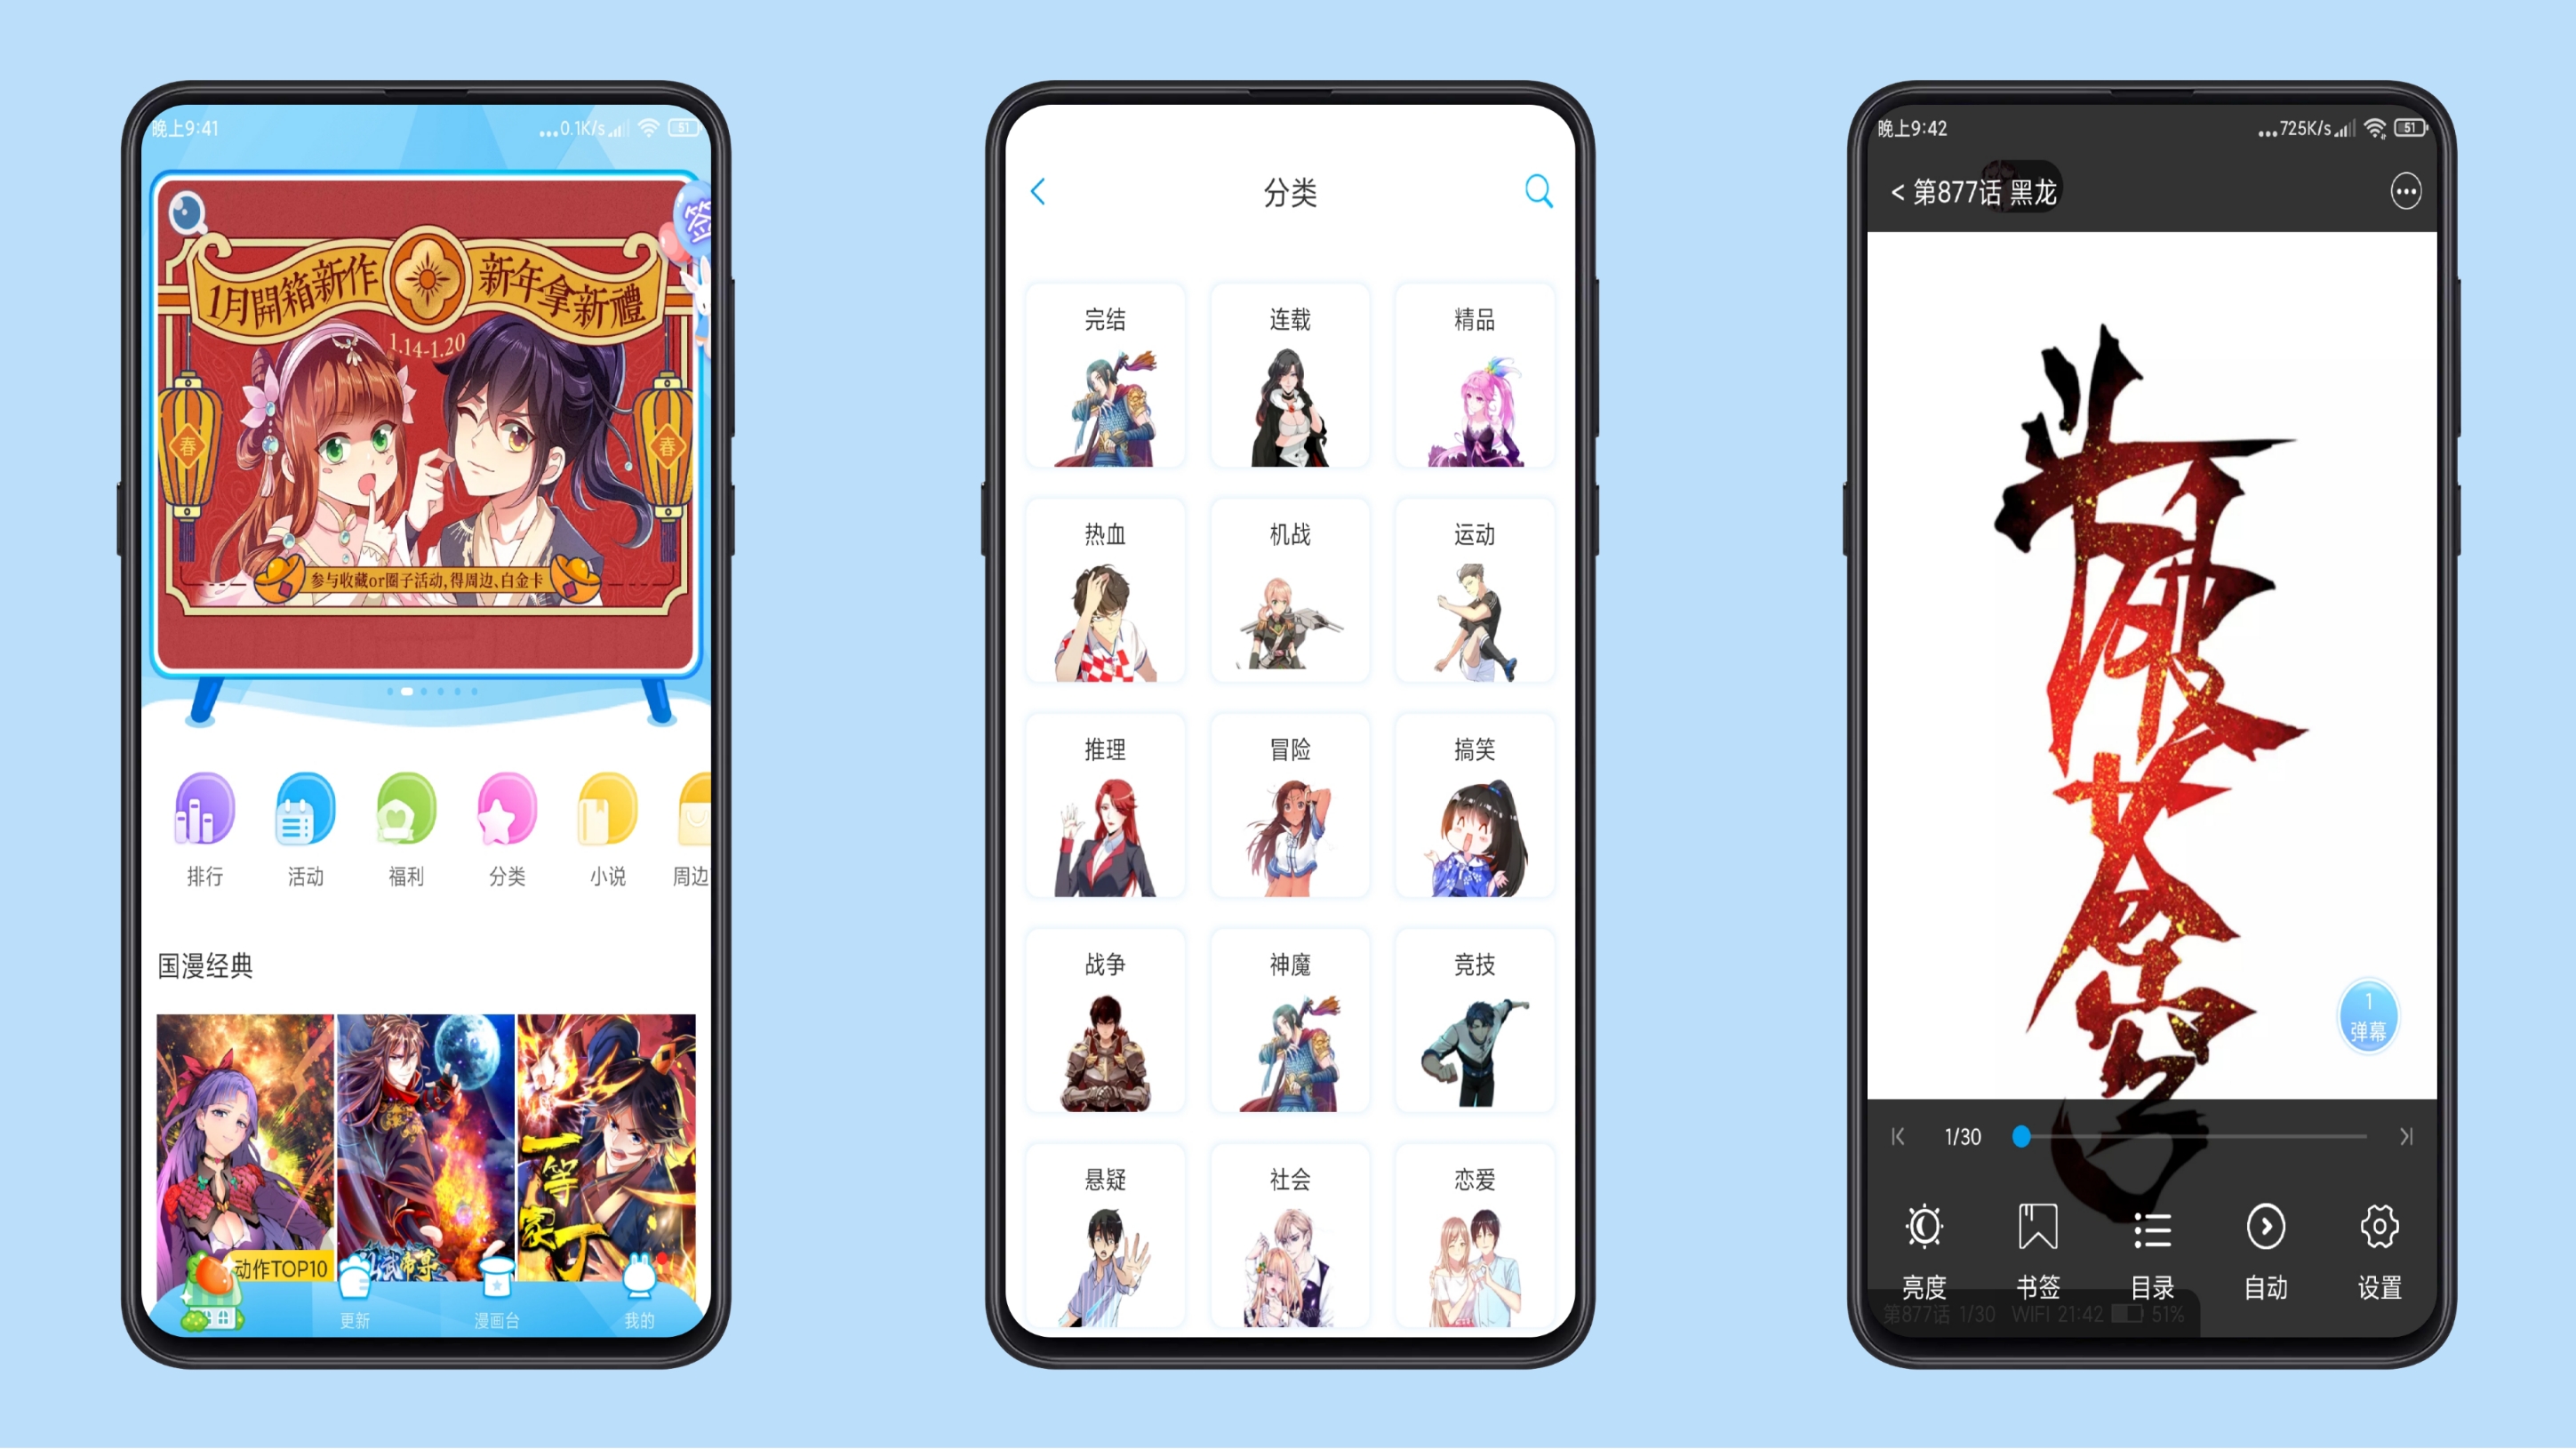 晚上9:41
...0.1K/s
51
签
1月開箱新作
新年拿新禮
1.14-1.20
春
春
参与收藏or圈子活动,得周边、白金卡
排行
活动
福利
分类
小说
周边
国漫经典
一等家丁
武帝尊
动作TOP10
更新
漫画台
我的
分类
完结
连载
精品
热血
机战
运动
推理
冒险
搞笑
战争
神魔
竞技
悬疑
社会
恋爱
晚上9:42
...725K/s
51
< 第877话 黑龙
斗破苍穹
1
弹幕
1/30
亮度
书签
目录
自动
设置
第877话 1/30 WIFI 21:42 51%